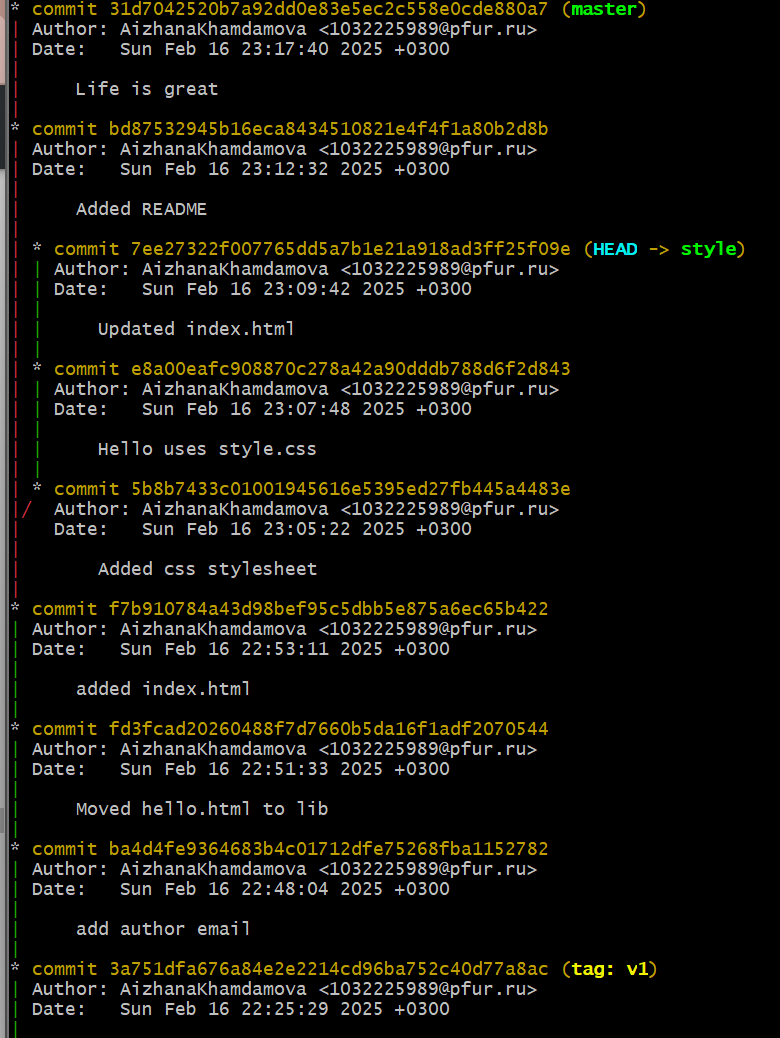 * commit 31d7042520b7a92dd0e83e5ec2c558e0cde880a7 (master)
| Author: AizhanaKhamdamova <1032225989@pfur.ru>
| Date:   Sun Feb 16 23:17:40 2025 +0300
|
|     Life is great
|
* commit bd87532945b16eca8434510821e4f4f1a80b2d8b
| Author: AizhanaKhamdamova <1032225989@pfur.ru>
| Date:   Sun Feb 16 23:12:32 2025 +0300
|
|     Added README
|
| * commit 7ee27322f007765dd5a7b1e21a918ad3ff25f09e (HEAD -> style)
| | Author: AizhanaKhamdamova <1032225989@pfur.ru>
| | Date:   Sun Feb 16 23:09:42 2025 +0300
| |
| |     Updated index.html
| |
| * commit e8a00eafc908870c278a42a90dddb788d6f2d843
| | Author: AizhanaKhamdamova <1032225989@pfur.ru>
| | Date:   Sun Feb 16 23:07:48 2025 +0300
| |
| |     Hello uses style.css
| |
| * commit 5b8b7433c01001945616e5395ed27fb445a4483e
|/  Author: AizhanaKhamdamova <1032225989@pfur.ru>
|   Date:   Sun Feb 16 23:05:22 2025 +0300
|
|       Added css stylesheet
|
* commit f7b910784a43d98bef95c5dbb5e875a6ec65b422
| Author: AizhanaKhamdamova <1032225989@pfur.ru>
| Date:   Sun Feb 16 22:53:11 2025 +0300
|
|     added index.html
|
* commit fd3fcad20260488f7d7660b5da16f1adf2070544
| Author: AizhanaKhamdamova <1032225989@pfur.ru>
| Date:   Sun Feb 16 22:51:33 2025 +0300
|
|     Moved hello.html to lib
|
* commit ba4d4fe9364683b4c01712dfe75268fba1152782
| Author: AizhanaKhamdamova <1032225989@pfur.ru>
| Date:   Sun Feb 16 22:48:04 2025 +0300
|
|     add author email
|
* commit 3a751dfa676a84e2e2214cd96ba752c40d77a8ac (tag: v1)
| Author: AizhanaKhamdamova <1032225989@pfur.ru>
| Date:   Sun Feb 16 22:25:29 2025 +0300
|